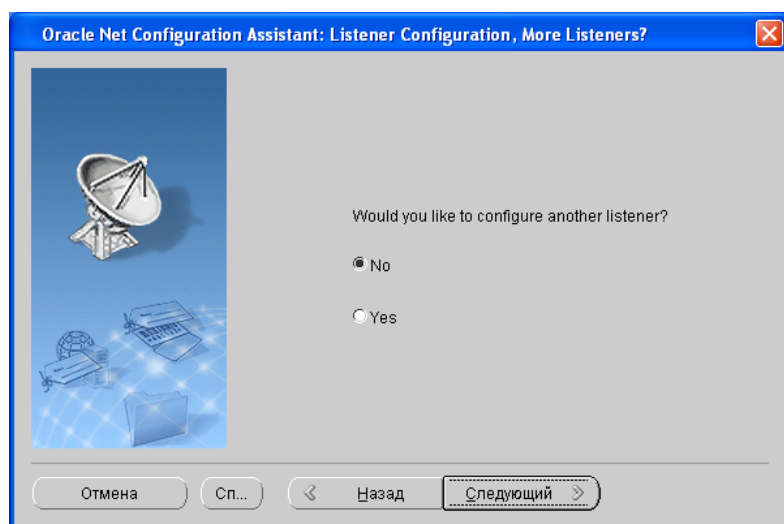 Oracle Net Configuration Assistant: Listener Configuration, More Listeners?
Would you like to configure another listener?
No
Yes
Отмена
Сп...
Назад
Следующий